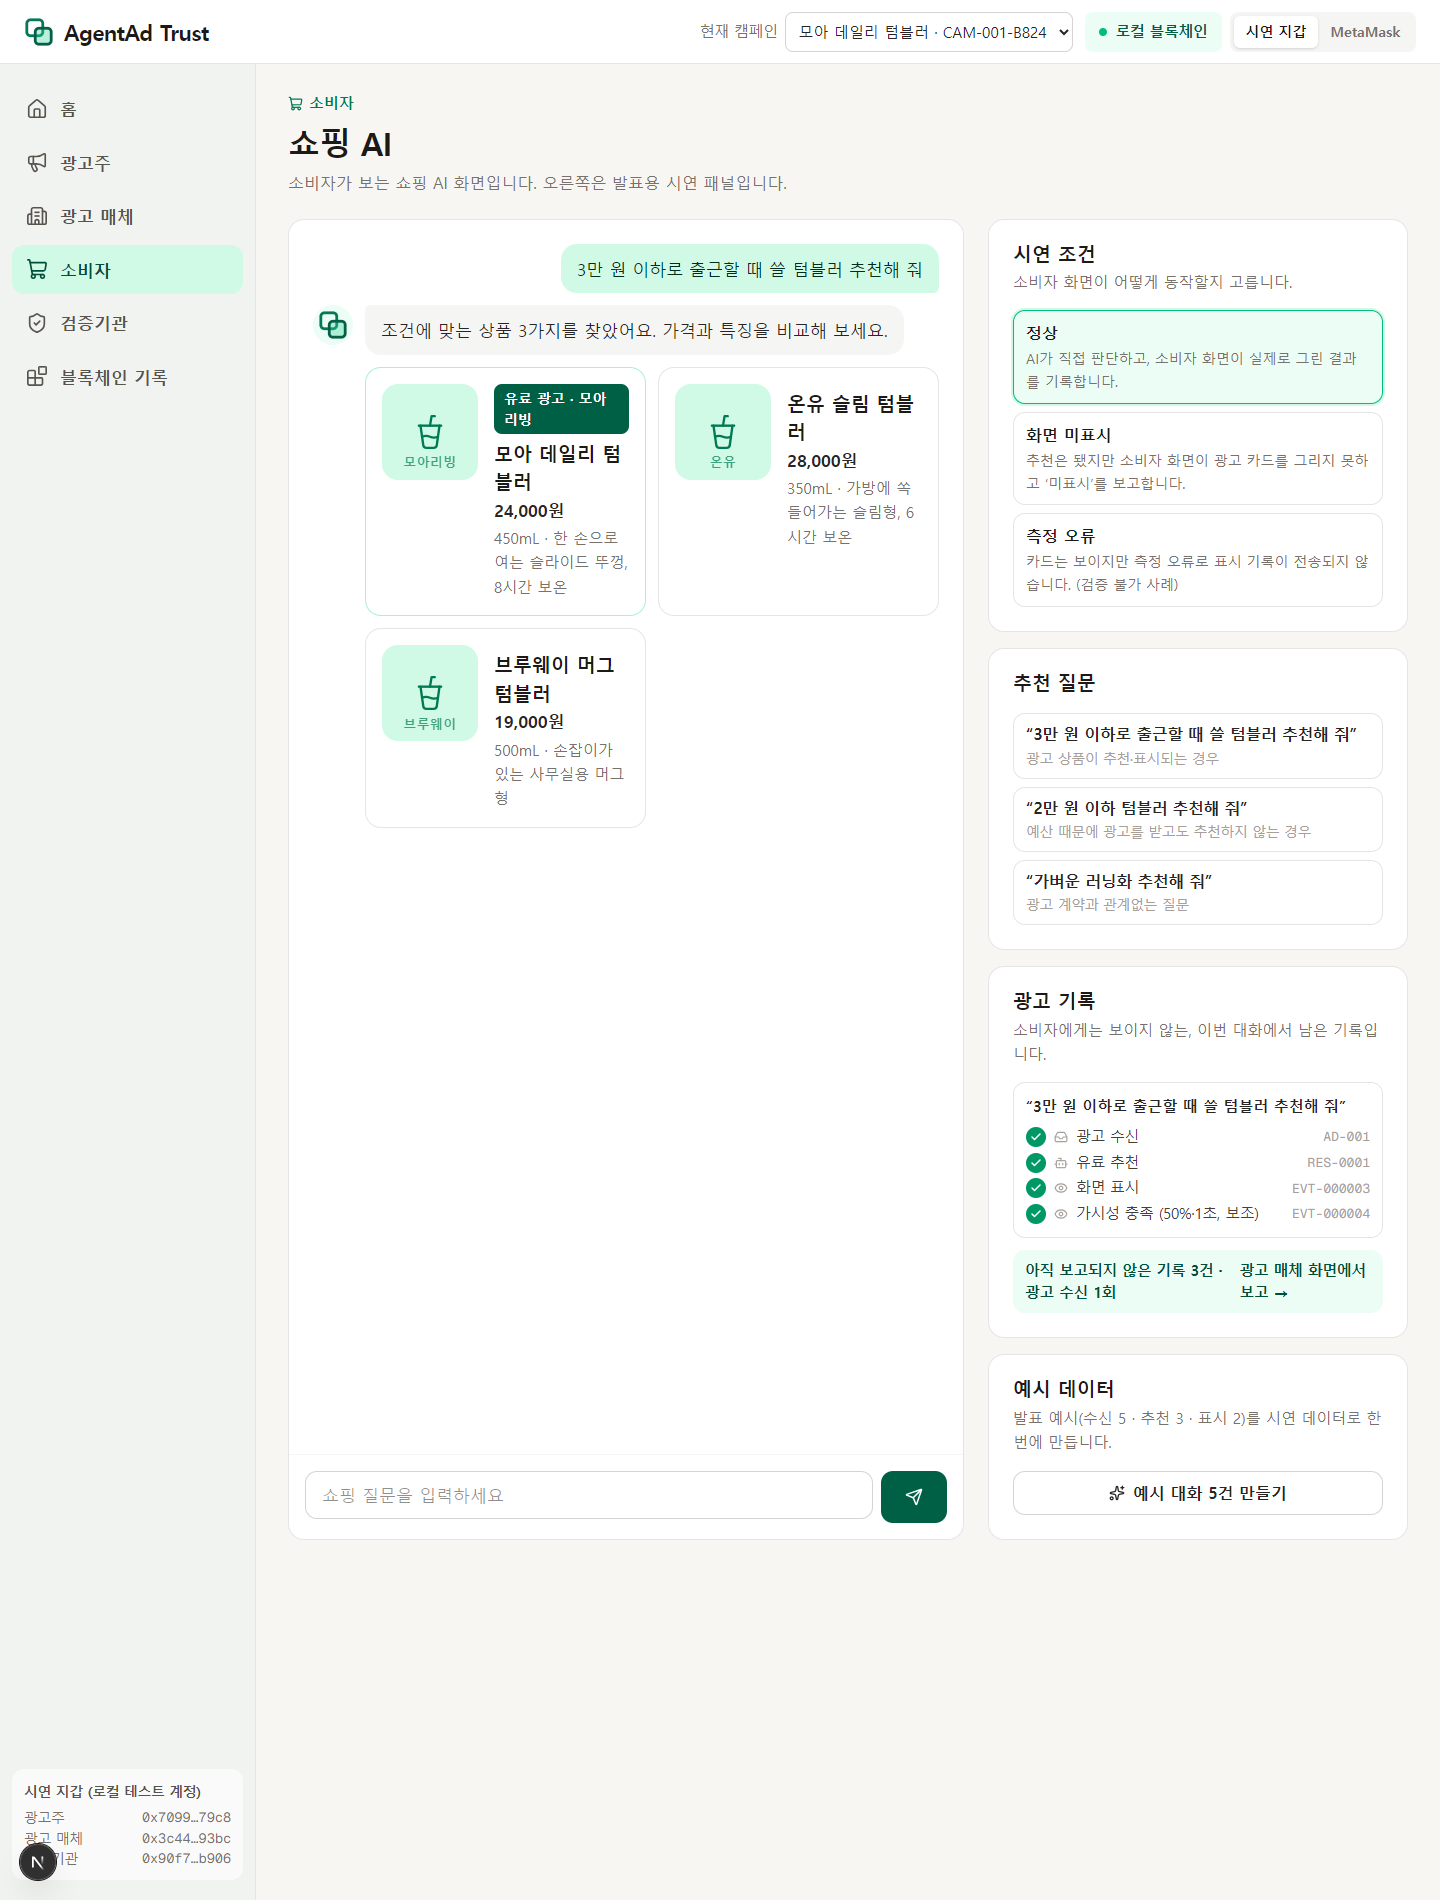 AgentAd Trust
현재 캠페인
모아 데일리 텀블러 · CAM-001-B824
로컬 블록체인
시연 지갑
MetaMask
홈
광고주
광고 매체
소비자
검증기관
블록체인 기록
소비자
쇼핑 AI
소비자가 보는 쇼핑 AI 화면입니다. 오른쪽은 발표용 시연 패널입니다.
3만 원 이하로 출근할 때 쓸 텀블러 추천해 줘
조건에 맞는 상품 3가지를 찾았어요. 가격과 특징을 비교해 보세요.
모아리빙
유료 광고 · 모아
리빙
모아 데일리 텀
블러
24,000원
450mL · 한 손으로
여는 슬라이드 뚜껑,
8시간 보온
온유
온유 슬림 텀블
러
28,000원
350mL · 가방에 쏙
들어가는 슬림형, 6
시간 보온
브루웨이
브루웨이 머그
텀블러
19,000원
500mL · 손잡이가
있는 사무실용 머그
형
쇼핑 질문을 입력하세요
시연 조건
소비자 화면이 어떻게 동작할지 고릅니다.
정상
AI가 직접 판단하고, 소비자 화면이 실제로 그린 결과
를 기록합니다.
화면 미표시
추천은 됐지만 소비자 화면이 광고 카드를 그리지 못하
고 ‘미표시’를 보고합니다.
측정 오류
카드는 보이지만 측정 오류로 표시 기록이 전송되지 않
습니다. (검증 불가 사례)
추천 질문
“3만 원 이하로 출근할 때 쓸 텀블러 추천해 줘”
광고 상품이 추천·표시되는 경우
“2만 원 이하 텀블러 추천해 줘”
예산 때문에 광고를 받고도 추천하지 않는 경우
“가벼운 러닝화 추천해 줘”
광고 계약과 관계없는 질문
광고 기록
소비자에게는 보이지 않는, 이번 대화에서 남은 기록입
니다.
“3만 원 이하로 출근할 때 쓸 텀블러 추천해 줘”
광고 수신 AD-001
유료 추천 RES-0001
화면 표시 EVT-000003
가시성 충족 (50%·1초, 보조) EVT-000004
아직 보고되지 않은 기록 3건 ·
광고 수신 1회
광고 매체 화면에서
보고 →
예시 데이터
발표 예시(수신 5 · 추천 3 · 표시 2)를 시연 데이터로 한
번에 만듭니다.
예시 대화 5건 만들기
시연 지갑 (로컬 테스트 계정)
광고주 0x7099…79c8
광고 매체 0x3c44…93bc
기관 0x90f7…b906
N